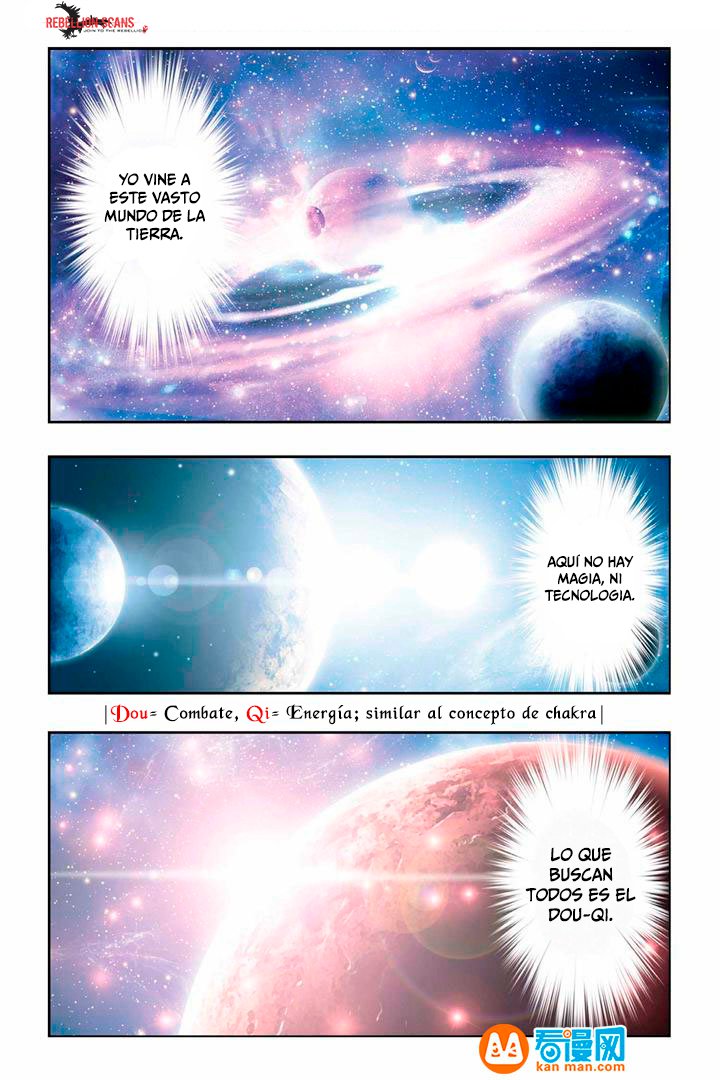 REBELLION SCANS
JOIN TO THE REBELLION
YO VINE A
ESTE VASTO
MUNDO DE LA
TIERRA.
AQUÍ NO HAY
MAGIA, NI
TECNOLOGIA.
|Dou= Combate, Qi= Energía; similar al concepto de chakra|
LO QUE
BUSCAN
TODOS ES EL
DOU-QI.
看漫网
kan man.com